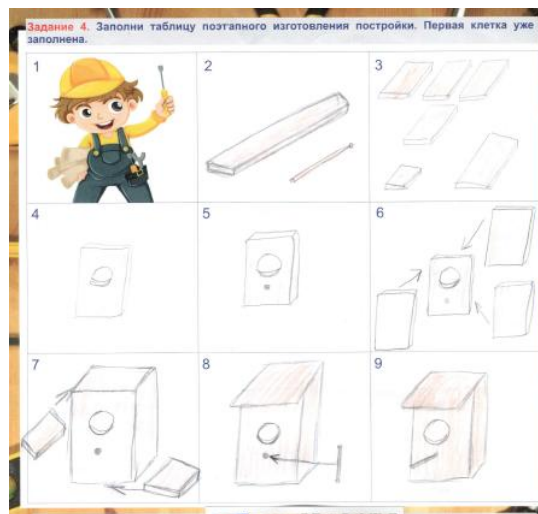 Задание 4. Заполни таблицу поэтапного изготовления постройки. Первая клетка уже
заполнена.
1 2 3
4 5 6
7 8 9